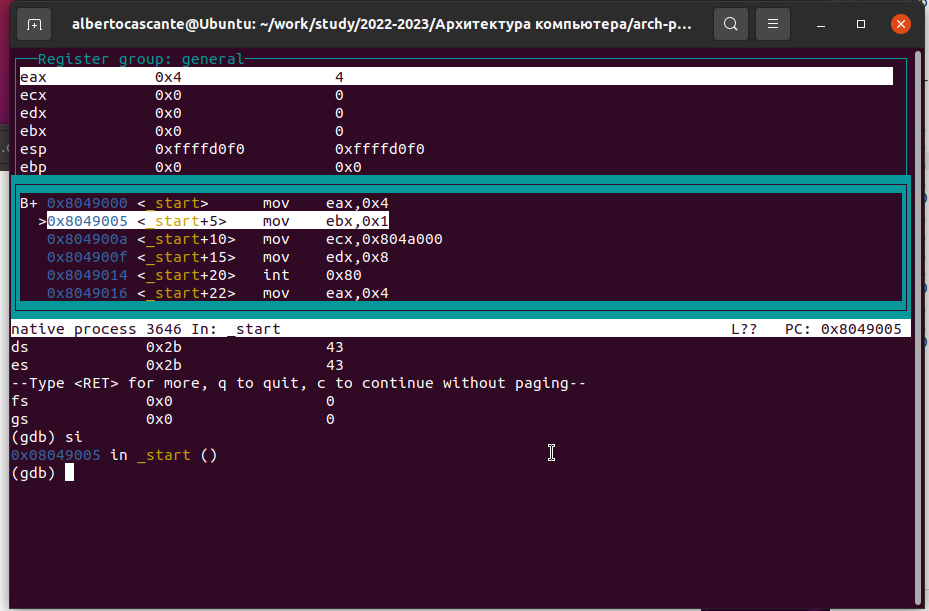 albertocascante@Ubuntu: ~/work/study/2022-2023/Архитектура компьютера/arch-p...
Register group: general
eax 0x4 4
ecx 0x0 0
edx 0x0 0
ebx 0x0 0
esp 0xffffd0f0 0xffffd0f0
ebp 0x0 0x0
B+ 0x8049000 <_start> mov eax,0x4
>0x8049005 <_start+5> mov ebx,0x1
0x804900a <_start+10> mov ecx,0x804a000
0x804900f <_start+15> mov edx,0x8
0x8049014 <_start+20> int 0x80
0x8049016 <_start+22> mov eax,0x4
native process 3646 In: _start L?? PC: 0x8049005
ds 0x2b 43
es 0x2b 43
--Type <RET> for more, q to quit, c to continue without paging--
fs 0x0 0
gs 0x0 0
(gdb) si
0x08049005 in _start ()
(gdb)